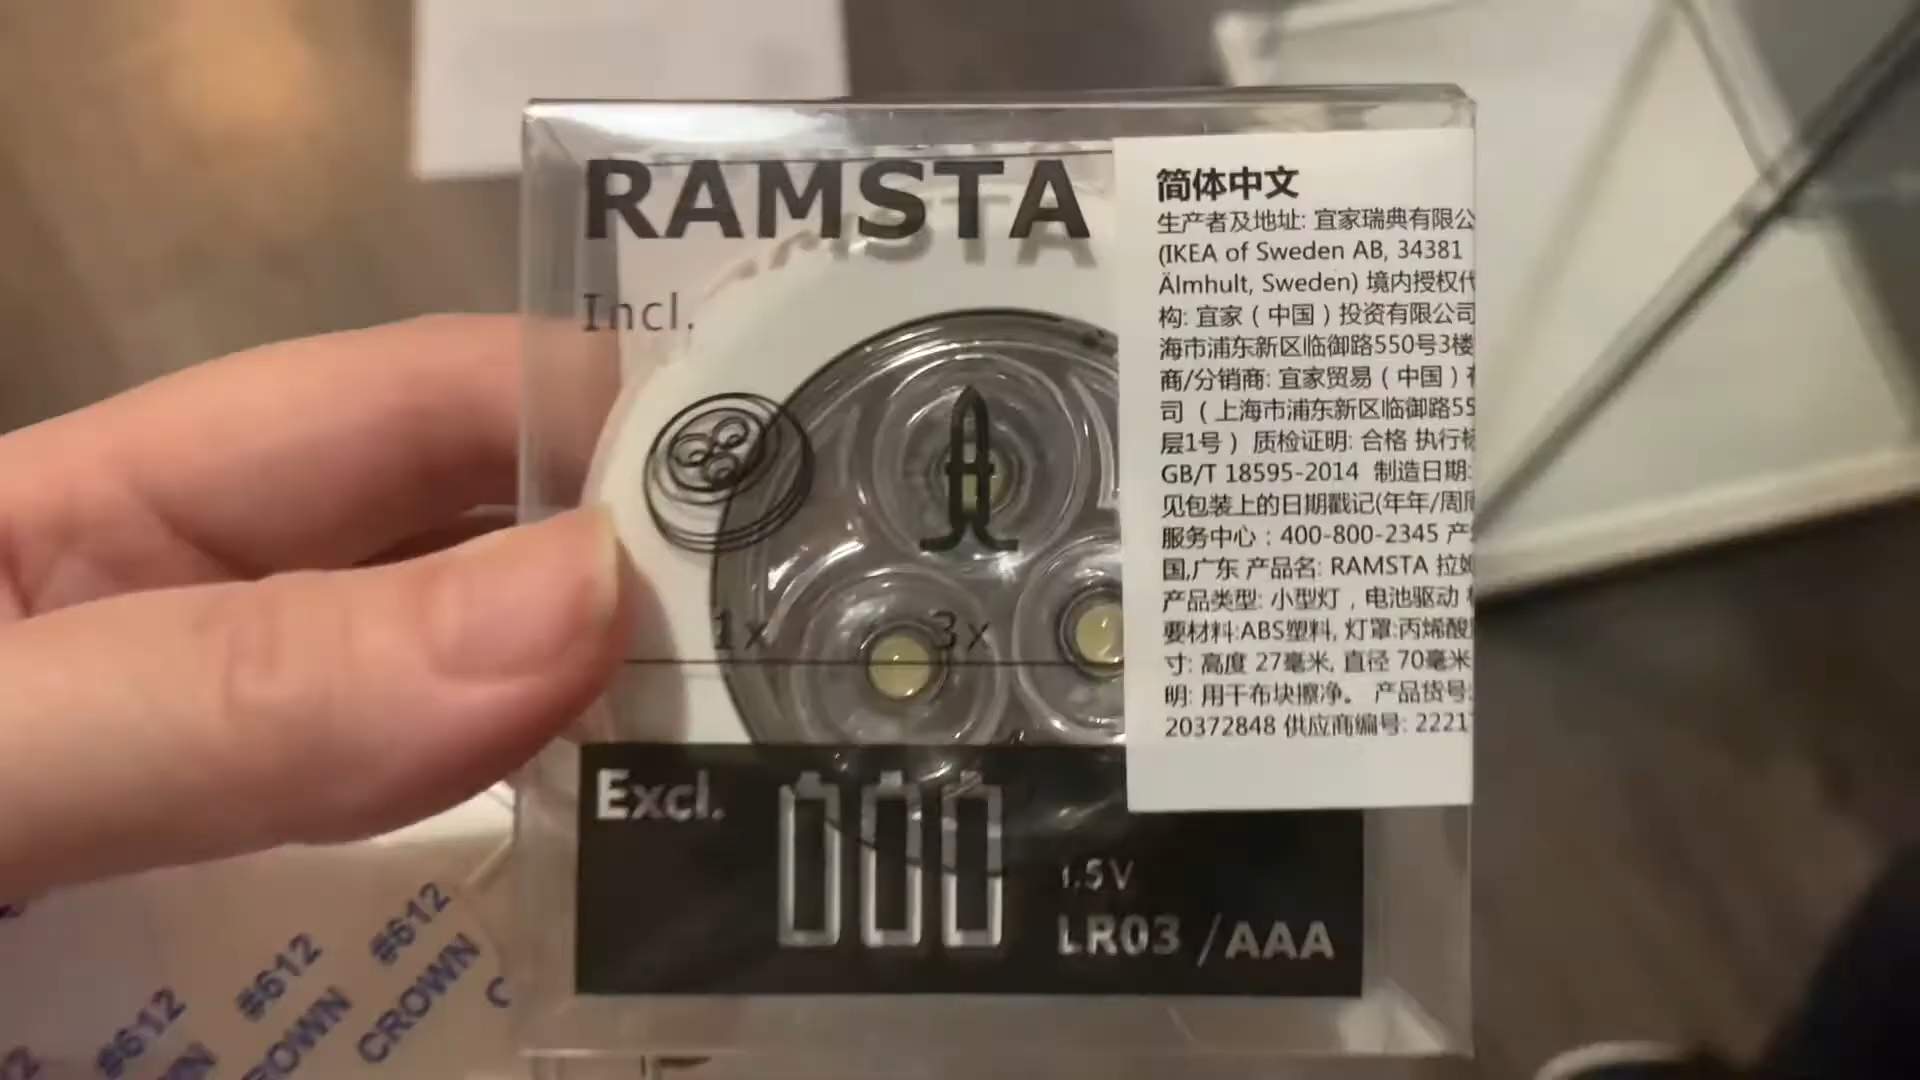 RAMSTA
Incl.
1x
3x
Excl.
1.5V
LR03 /AAA
简体中文
生产者及地址: 宜家瑞典有限公
(IKEA of Sweden AB, 34381
Älmhult, Sweden) 境内授权代
构: 宜家（中国）投资有限公司
海市浦东新区临御路550号3楼
商/分销商: 宜家贸易（中国）有
司（上海市浦东新区临御路55
层1号）质检证明: 合格 执行标
GB/T 18595-2014 制造日期:
见包装上的日期戳记(年年/周周
服务中心：400-800-2345 产
国,广东 产品名: RAMSTA 拉姆
产品类型: 小型灯，电池驱动
要材料:ABS塑料, 灯罩:丙烯酸
寸: 高度 27毫米, 直径 70毫米
明: 用干布块擦净。 产品货号:
20372848 供应商编号: 2221
#612
#612
#612
CROWN
OWN